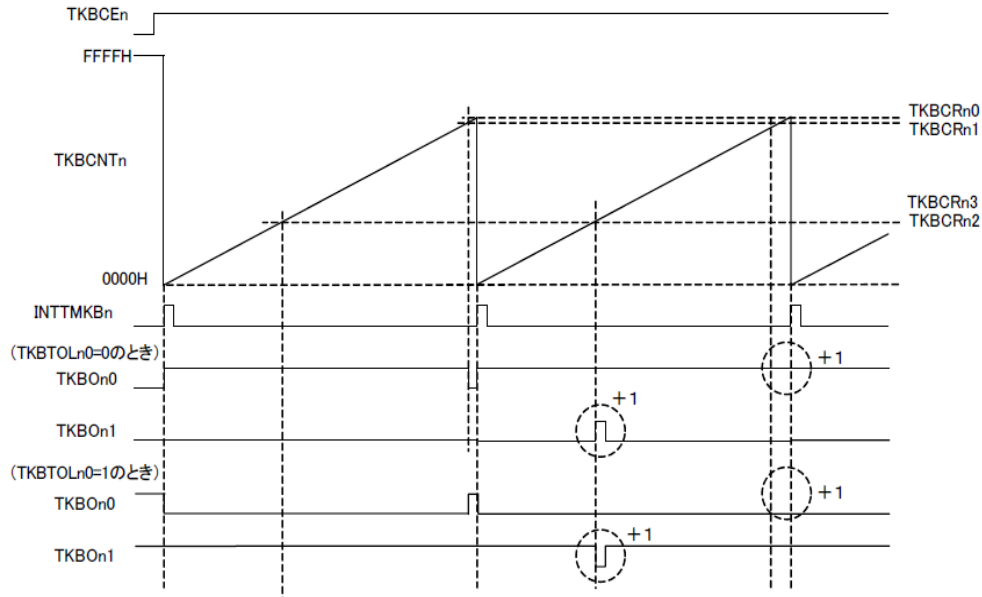 TKBCEn
FFFFH
TKBCRn0
TKBCRn1
TKBCNTn
TKBCRn3
TKBCRn2
0000H
INTTMKBn
(TKBTOLn0=0のとき)
+1
TKBOn0
+1
TKBOn1
(TKBTOLn0=1のとき)
+1
TKBOn0
+1
TKBOn1